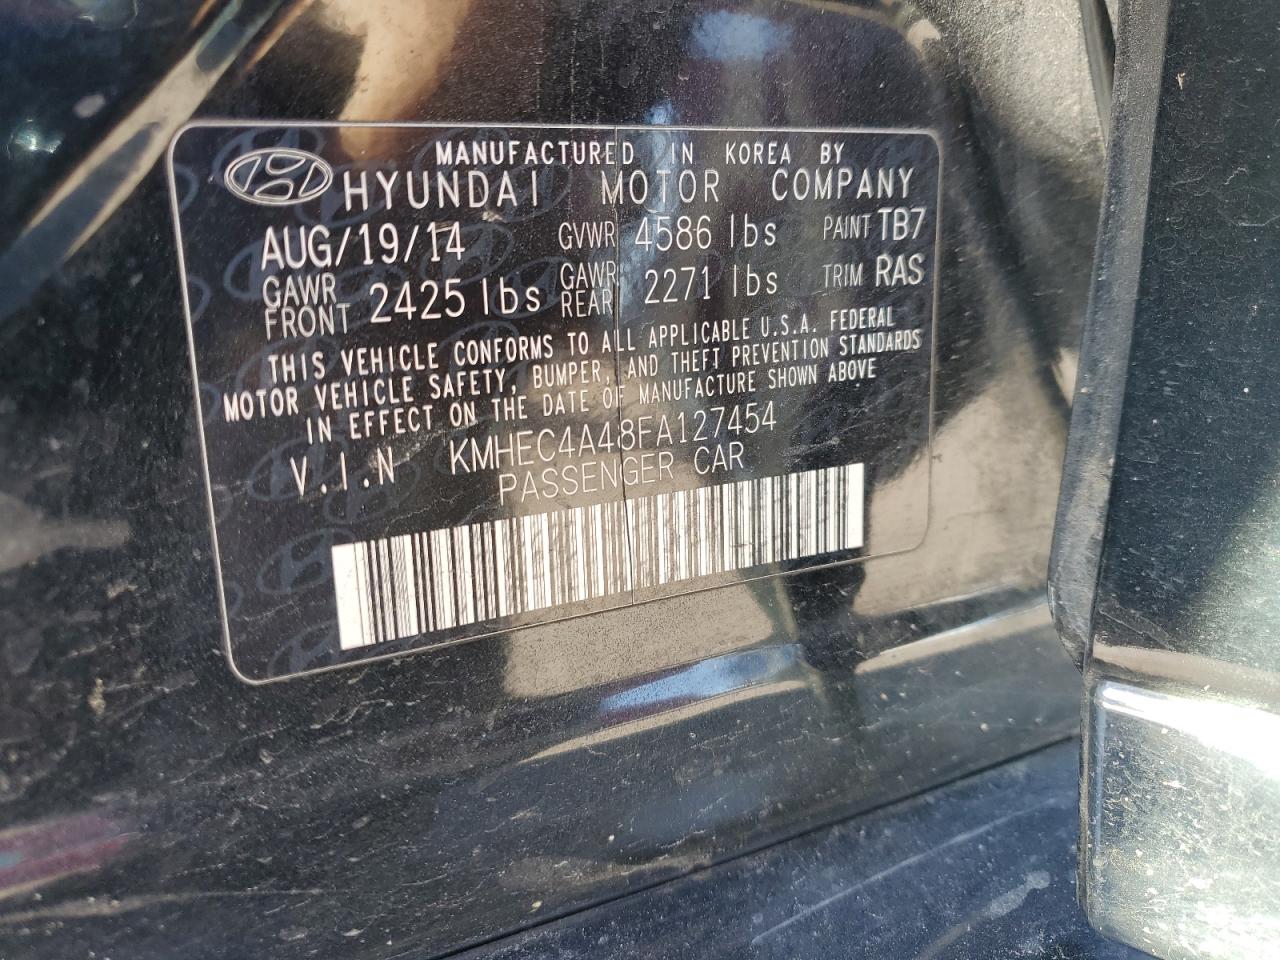 MANUFACTURED IN KOREA BY
HYUNDAI MOTOR COMPANY
AUG/19/14 GVWR 4586 lbs PAINT TB7
GAWR FRONT 2425 lbs GAWR REAR 2271 lbs TRIM RAS
THIS VEHICLE CONFORMS TO ALL APPLICABLE U.S.A. FEDERAL
MOTOR VEHICLE SAFETY, BUMPER, AND THEFT PREVENTION STANDARDS
IN EFFECT ON THE DATE OF MANUFACTURE SHOWN ABOVE
V.I.N KMHEC4A48FA127454
PASSENGER CAR